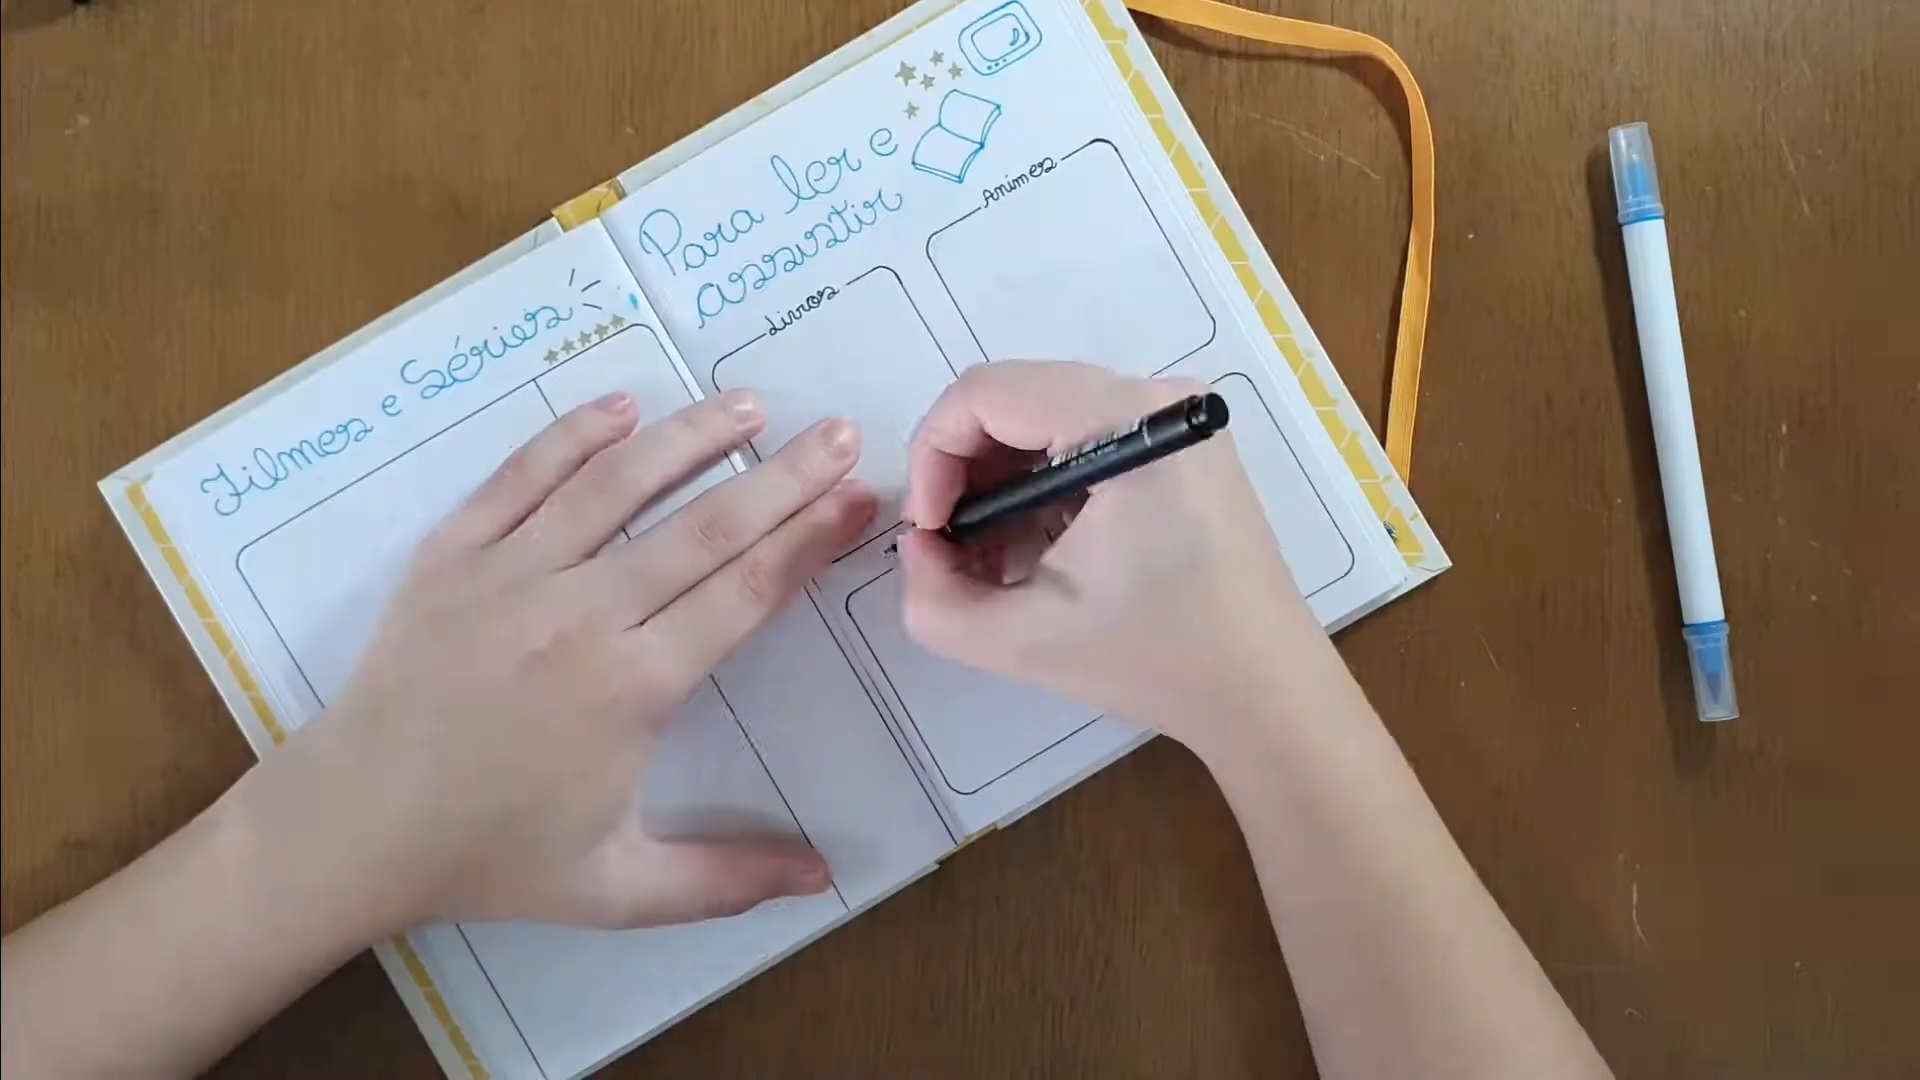 Filmes e Séries
Para ler e
assistir
Livros
Animes